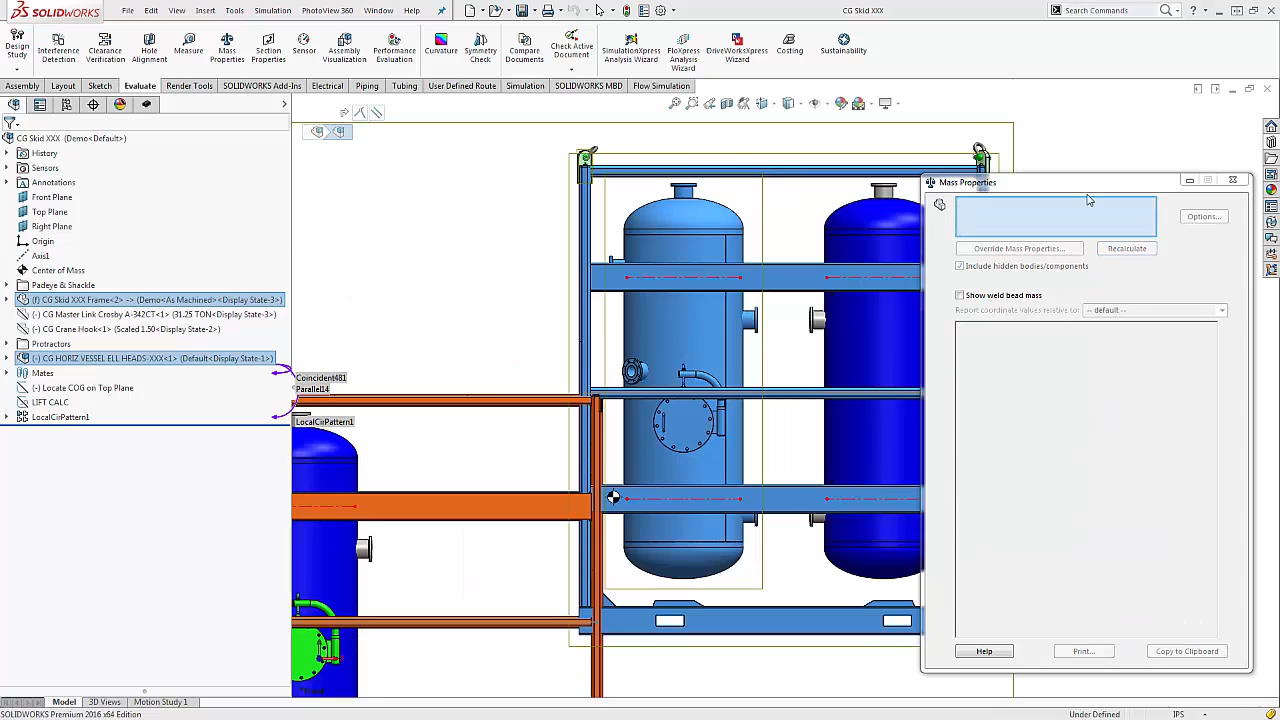 SOLIDWORKS
File Edit View Insert Tools Simulation PhotoView 360 Window Help
CG Skid XXX
Search Commands
Design Study
Interference Detection
Clearance Verification
Hole Alignment
Measure
Mass Properties
Section Properties
Sensor
Assembly Visualization
Performance Evaluation
Curvature
Symmetry Check
Compare Documents
Check Active Document
SimulationXpress Analysis Wizard
FloXpress Analysis Wizard
DriveWorksXpress Wizard
Costing
Sustainability
Assembly Layout Sketch Evaluate Render Tools SOLIDWORKS Add-Ins Electrical Piping Tubing User Defined Route Simulation SOLIDWORKS MBD Flow Simulation
CG Skid XXX (Demo<Default>)
History
Sensors
Annotations
Front Plane
Top Plane
Right Plane
Origin
Axis1
Center of Mass
Padeye & Shackle
(f) CG Skid XXX Frame<2> -> (Demo<As Machined><Display State-3>)
(-) CG Master Link Crosby A-342CT<1> (31.25 TON<Display State-3>)
(-) CG Crane Hook<1> (Scaled 1.50<Display State-2>)
Protractors
(-) CG HORIZ VESSEL ELL HEADS-XXX<1> (Default<Display State-1>)
Mates
(-) Locate COG on Top Plane
LIFT CALC
LocalCirPattern1
Coincident481
Parallel14
LocalCirPattern1
Mass Properties
Options...
Override Mass Properties...
Recalculate
Include hidden bodies/components
Show weld bead mass
Report coordinate values relative to: -- default --
Help
Print...
Copy to Clipboard
Model 3D Views Motion Study 1
SOLIDWORKS Premium 2016 x64 Edition
Under Defined
IPS